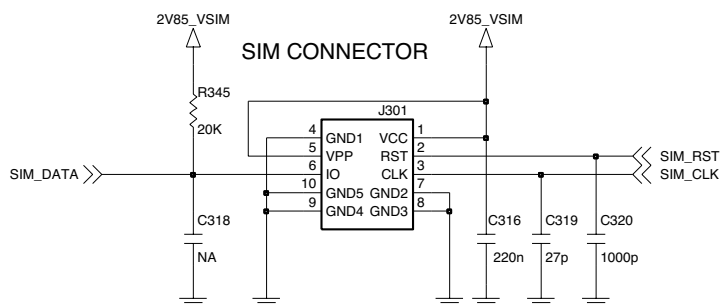 2V85_VSIM
2V85_VSIM
SIM CONNECTOR
R345
20K
J301
4 GND1 VCC 1
5 VPP RST 2
SIM_DATA 6 IO CLK 3
10 GND5 GND2 7
9 GND4 GND3 8
SIM_RST
SIM_CLK
C318
NA
C316
220n
C319
27p
C320
1000p